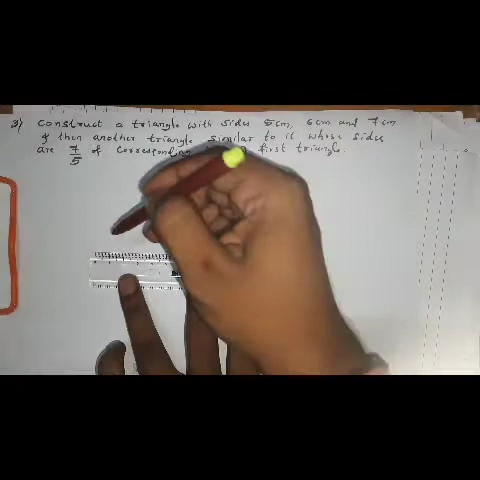 3) Construct a triangle with sides 5cm, 6cm and 7cm
& then another triangle similar to it whose sides
are 7/5 of corresponding first triangle.